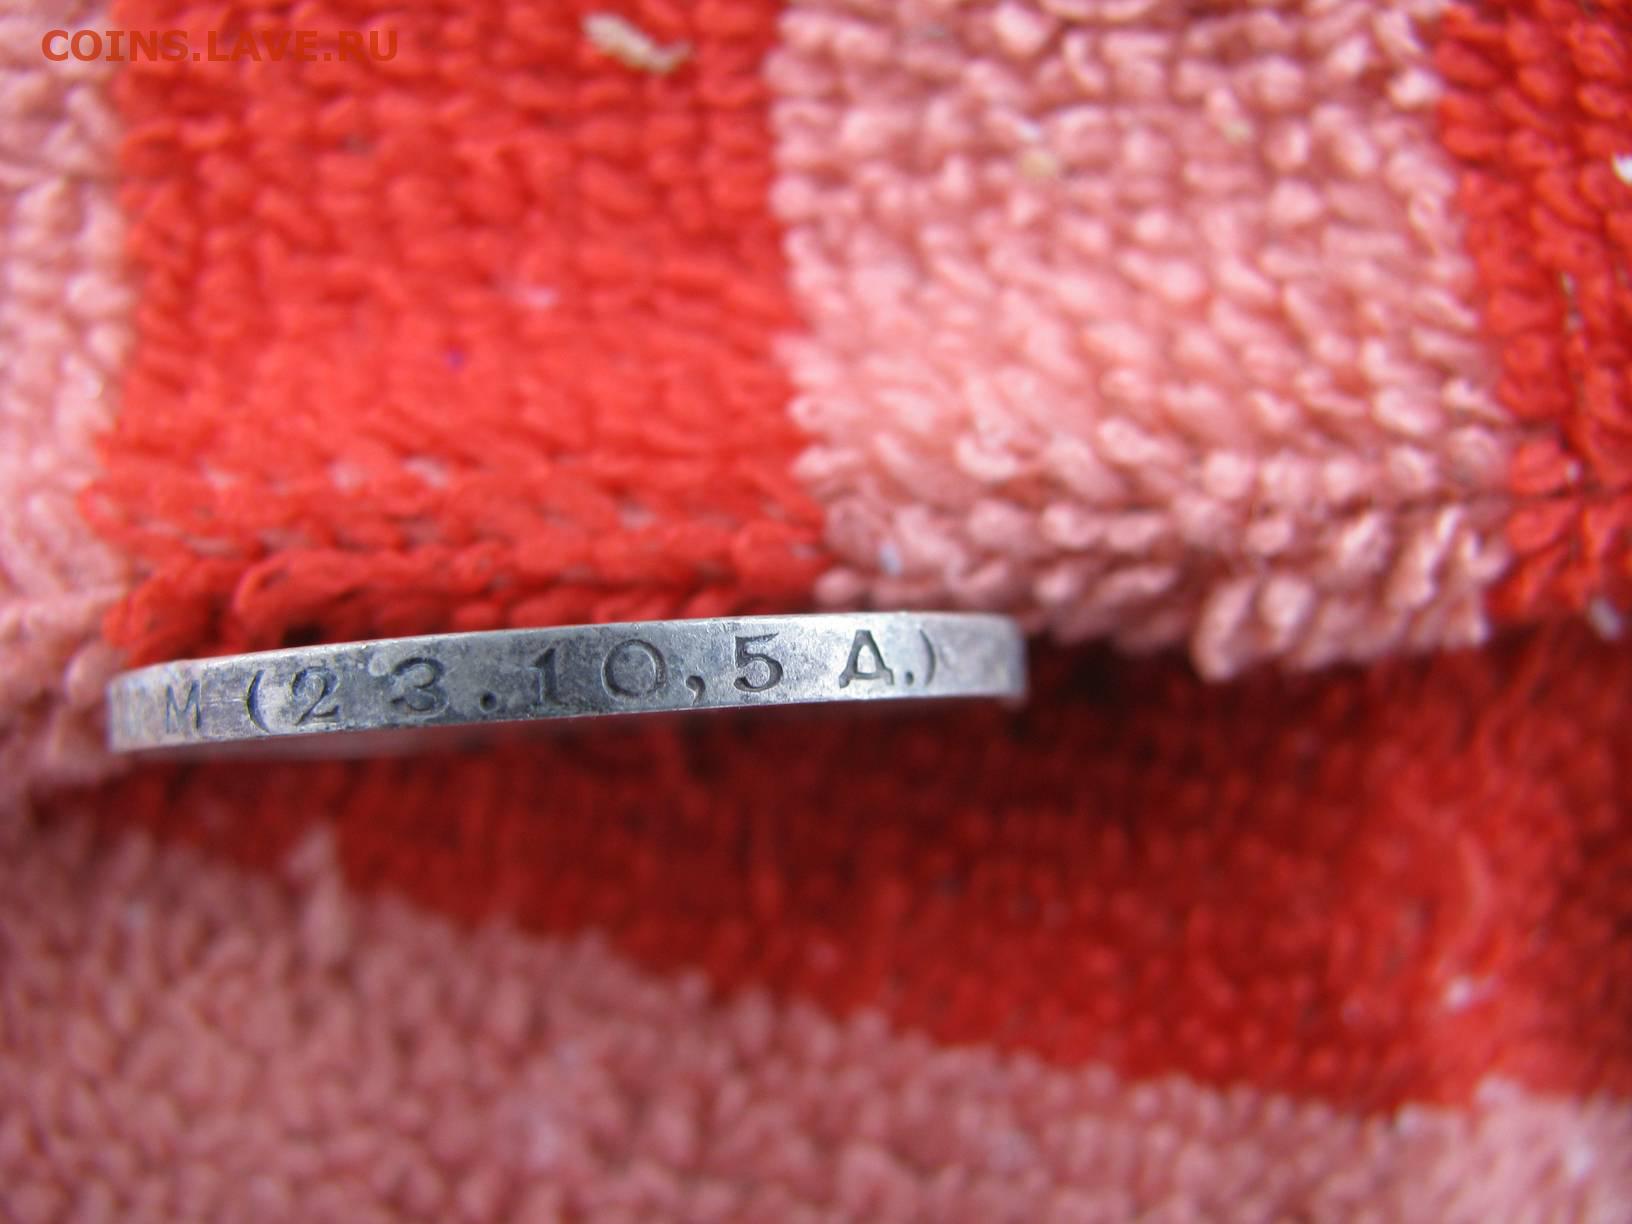 COINS.LAVE.RU
М (23.10,5 Д.)